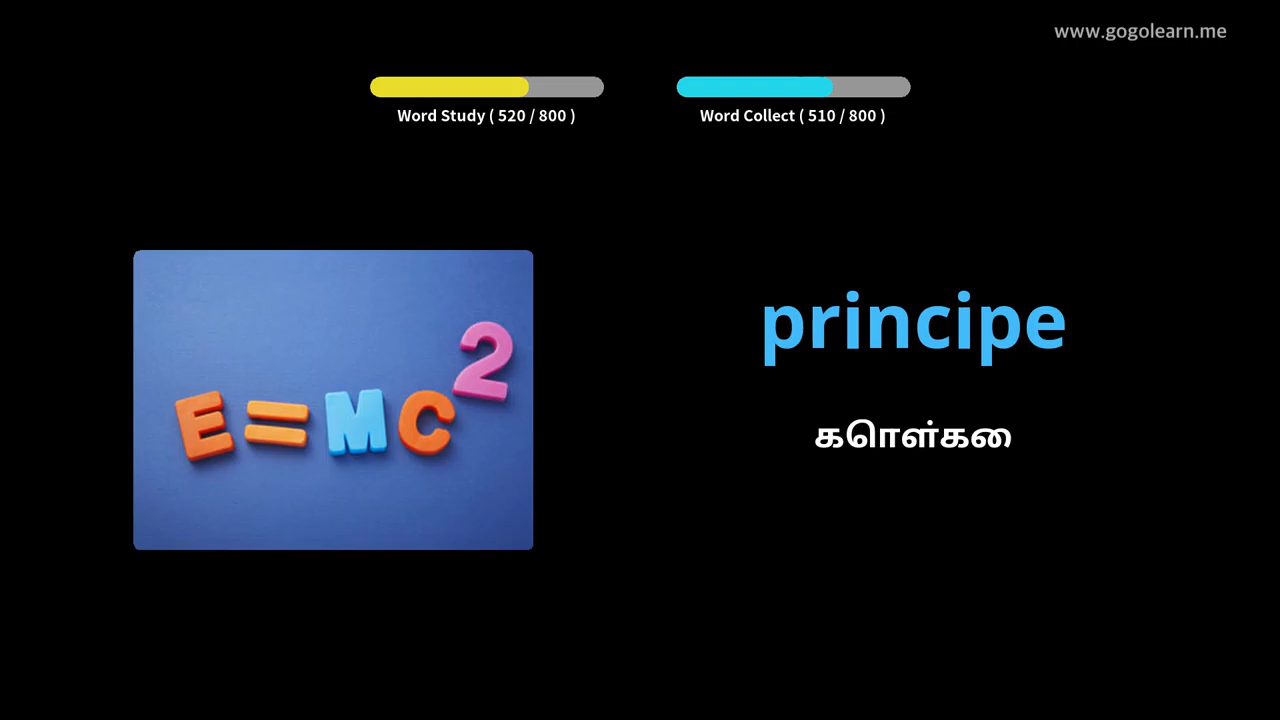 www.gogolearn.me
Word Study ( 520 / 800 )
Word Collect ( 510 / 800 )
E=MC2
principe
கொள்கை